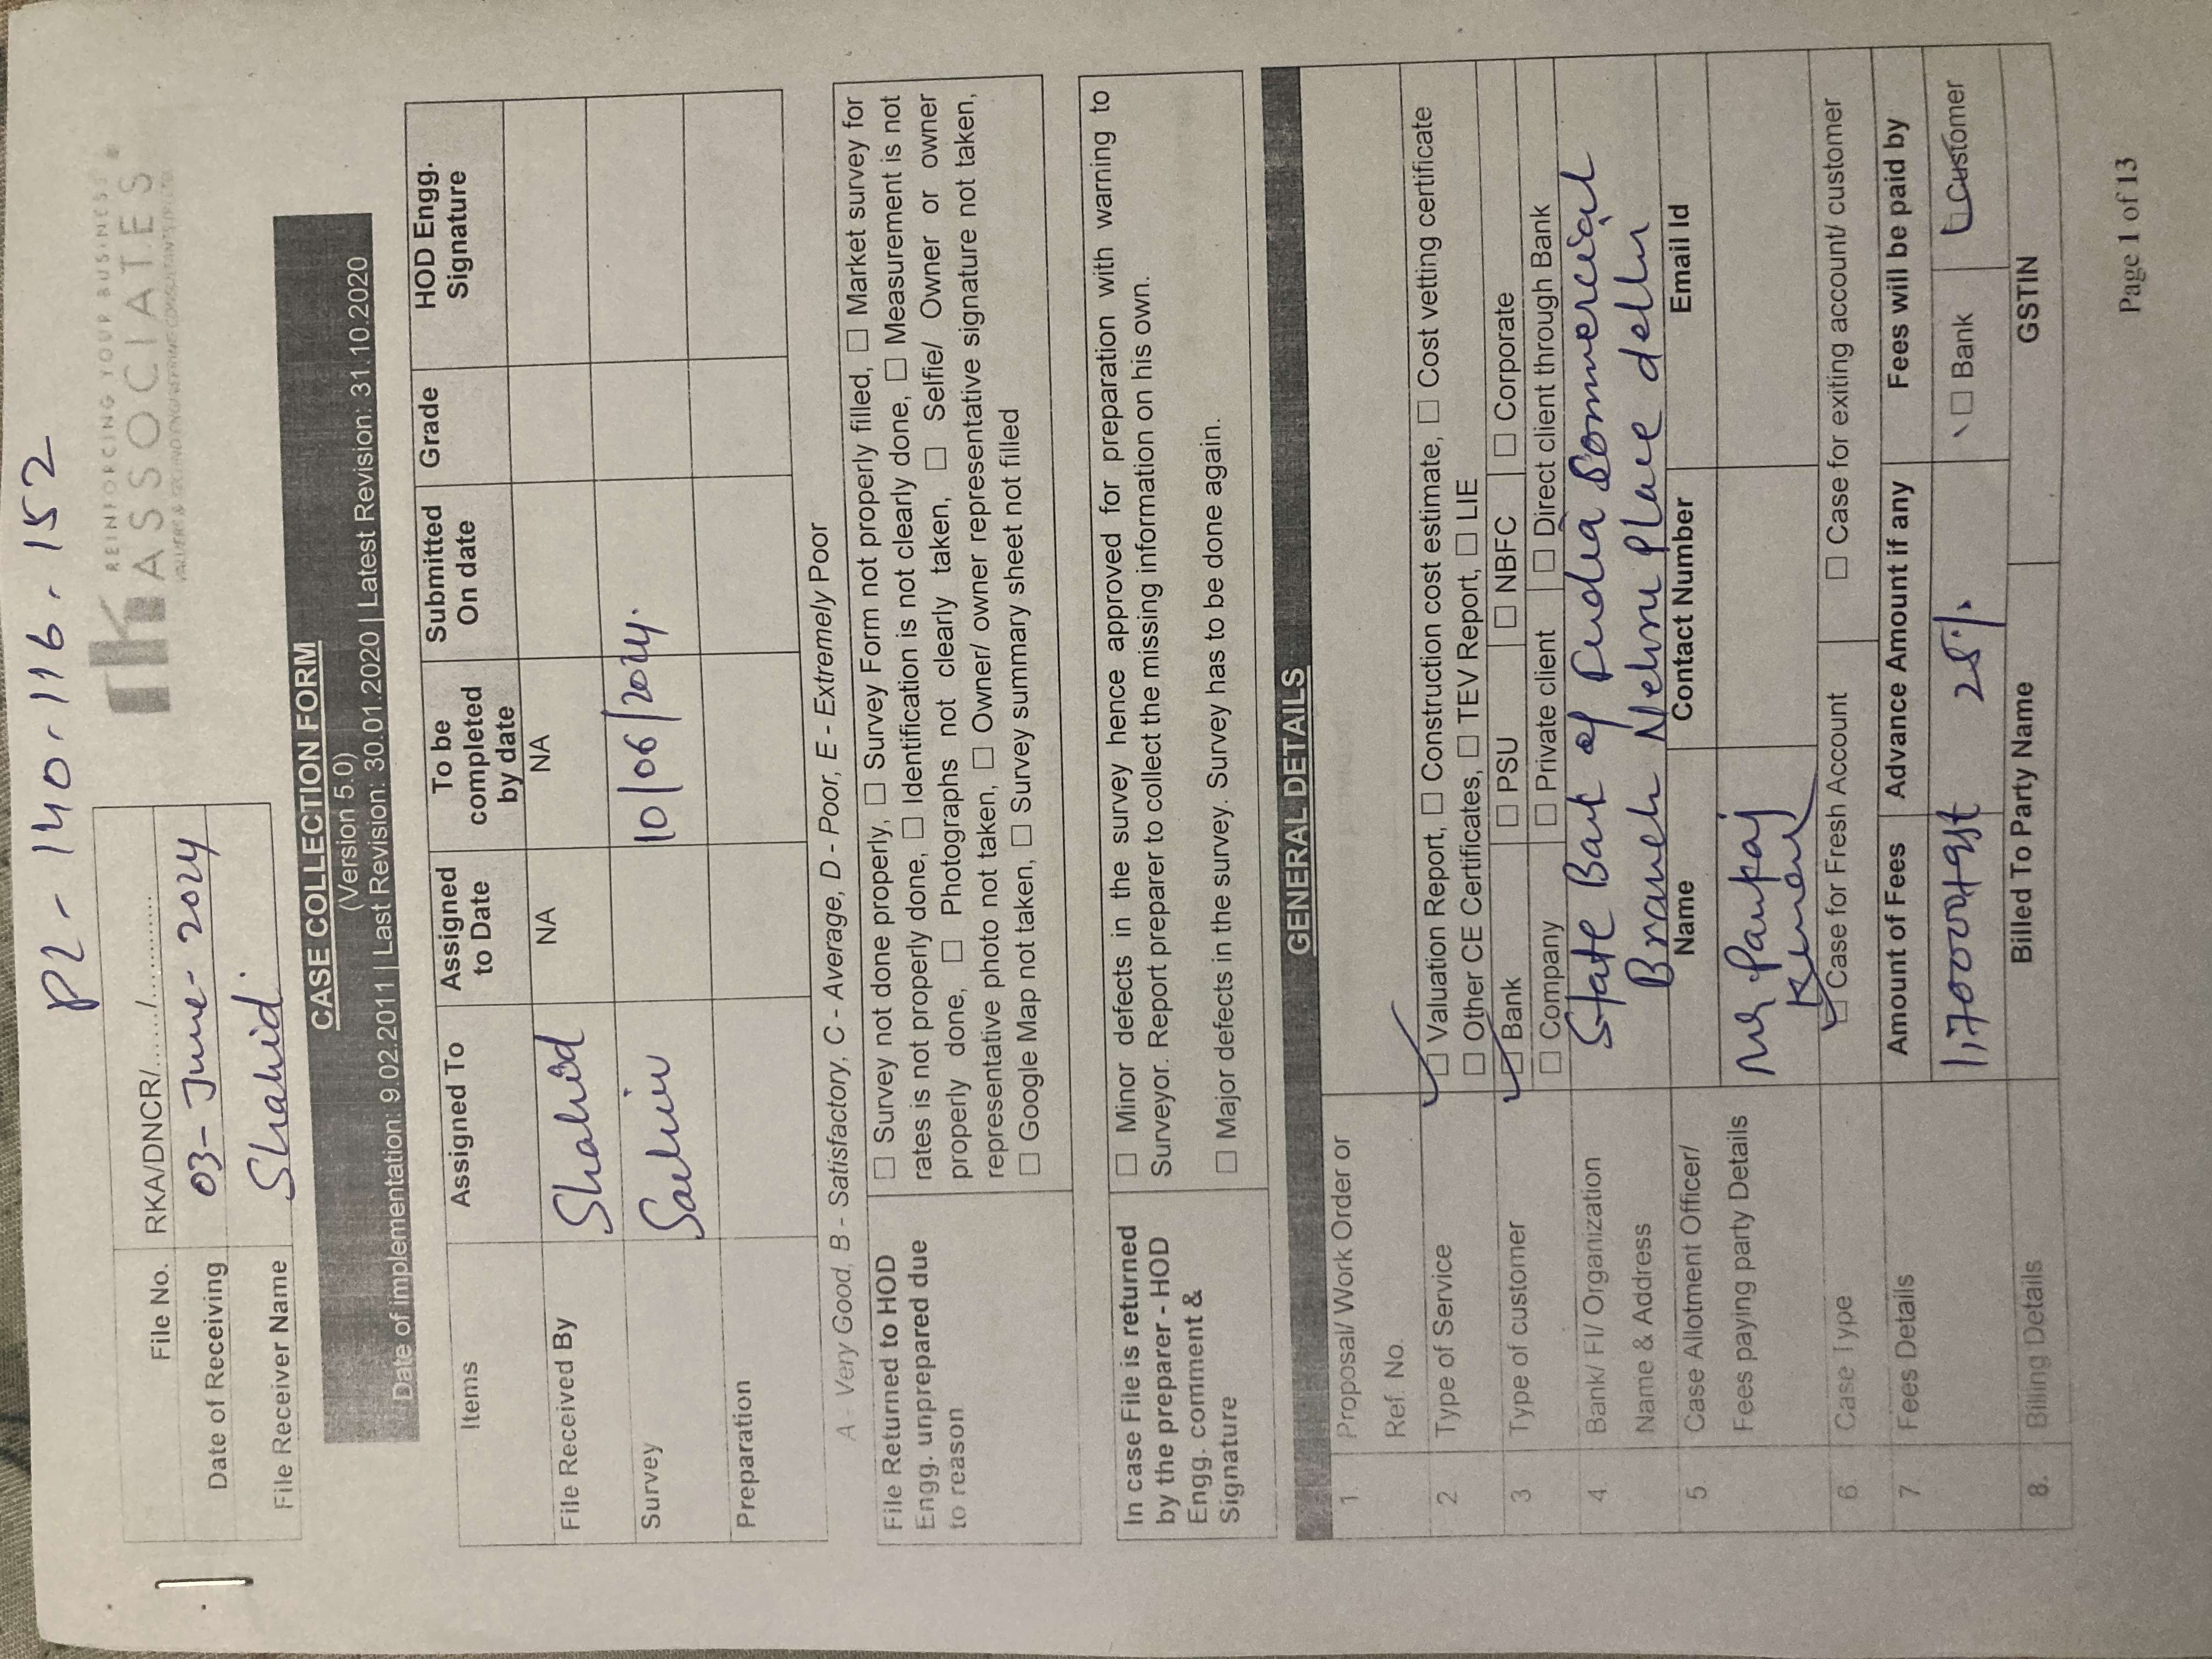 PL - 140-116-152
REINFORCING YOUR BUSINESS
rk ASSOCIATES
VALUERS & TECHNO ENGINEERING CONSULTANTS (P) LTD.
File No. RKA/DNCR/....../............
Date of Receiving 03-June-2024
File Receiver Name Shahid
CASE COLLECTION FORM
(Version 5.0)
Date of implementation: 9.02.2011 | Last Revision: 30.01.2020 | Latest Revision: 31.10.2020
Items Assigned To Assigned to Date To be completed by date Submitted On date Grade HOD Engg. Signature
File Received By Shahid NA NA
Survey 10/06/2024.
Preparation
A - Very Good, B - Satisfactory, C - Average, D - Poor, E - Extremely Poor
File Returned to HOD Engg. unprepared due to reason
☐ Survey not done properly, ☐ Survey Form not properly filled, ☐ Market survey for
rates is not properly done, ☐ Identification is not clearly done, ☐ Measurement is not
properly done, ☐ Photographs not clearly taken, ☐ Selfie/ Owner or owner
representative photo not taken, ☐ Owner/ owner representative signature not taken,
☐ Google Map not taken, ☐ Survey summary sheet not filled
In case File is returned by the preparer - HOD Engg. comment & Signature
☐ Minor defects in the survey hence approved for preparation with warning to
Surveyor. Report preparer to collect the missing information on his own.
☐ Major defects in the survey. Survey has to be done again.
GENERAL DETAILS
1 Proposal/ Work Order or Ref. No.
2 Type of Service ☐ Valuation Report, ☐ Construction cost estimate, ☐ Cost vetting certificate
☐ Other CE Certificates, ☐ TEV Report, ☐ LIE
3 Type of customer ☐ Bank ☐ PSU ☐ NBFC ☐ Corporate
☐ Company ☐ Private client ☐ Direct client through Bank
4 Bank/ FI/ Organization Name & Address State Bank of India Commercial
Branch Nehru Place delhi
5. Case Allotment Officer/ Fees paying party Details Name Contact Number Email Id
Mr Pankaj
Kumar
6. Case Type ☐ Case for Fresh Account ☐ Case for exiting account/ customer
7 Fees Details Amount of Fees Advance Amount if any Fees will be paid by
1,70000+gst 25% ☐ Bank ☐ Customer
8. Billing Details Billed To Party Name GSTIN
Page 1 of 13